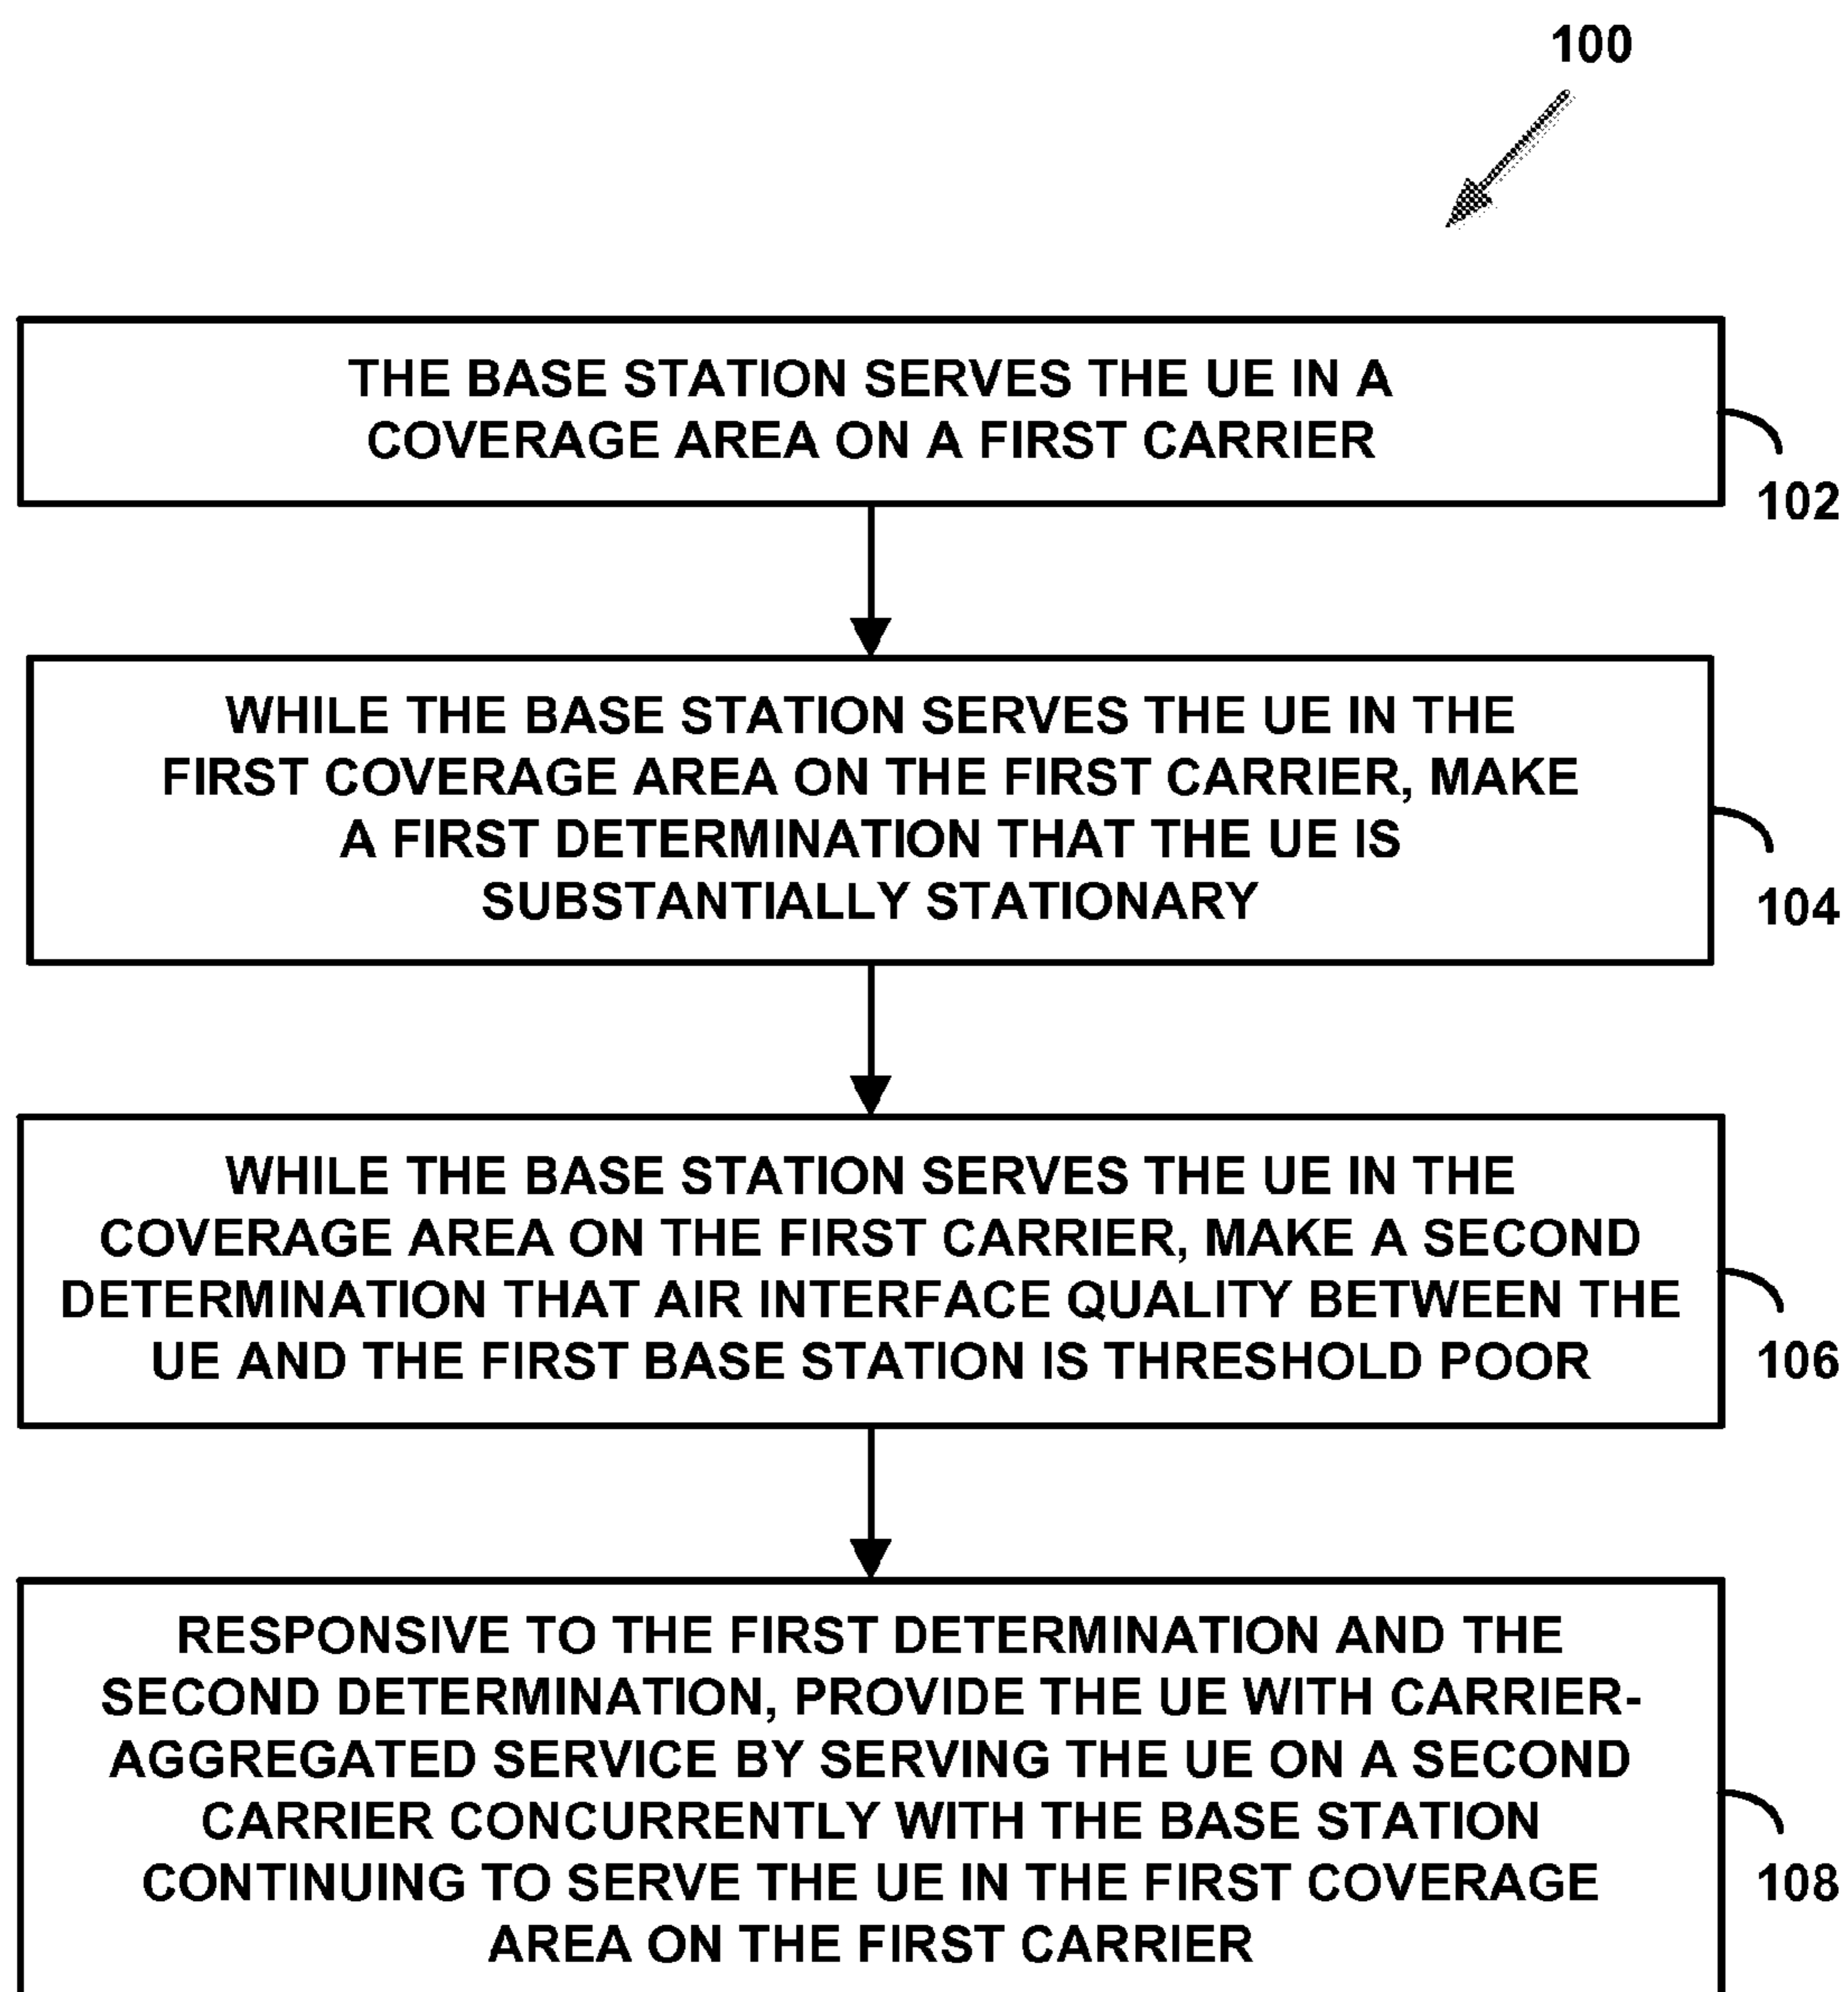 100
THE BASE STATION SERVES THE UE IN A
COVERAGE AREA ON A FIRST CARRIER
102
WHILE THE BASE STATION SERVES THE UE IN THE
FIRST COVERAGE AREA ON THE FIRST CARRIER, MAKE
A FIRST DETERMINATION THAT THE UE IS
SUBSTANTIALLY STATIONARY
104
WHILE THE BASE STATION SERVES THE UE IN THE
COVERAGE AREA ON THE FIRST CARRIER, MAKE A SECOND
DETERMINATION THAT AIR INTERFACE QUALITY BETWEEN THE
UE AND THE FIRST BASE STATION IS THRESHOLD POOR
106
RESPONSIVE TO THE FIRST DETERMINATION AND THE
SECOND DETERMINATION, PROVIDE THE UE WITH CARRIER-
AGGREGATED SERVICE BY SERVING THE UE ON A SECOND
CARRIER CONCURRENTLY WITH THE BASE STATION
CONTINUING TO SERVE THE UE IN THE FIRST COVERAGE
AREA ON THE FIRST CARRIER
108